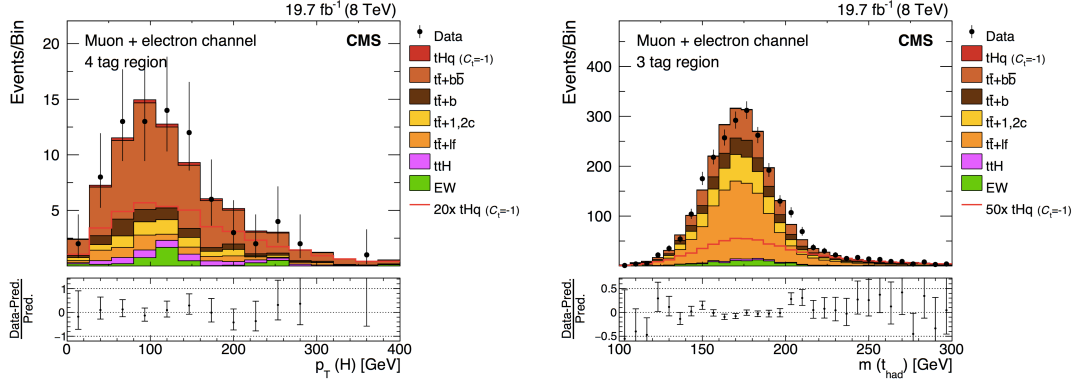 19.7 fb⁻¹ (8 TeV)
Events/Bin
20
15
10
5
Muon + electron channel
4 tag region
CMS
Data
tHq (Cₜ=-1)
tt̄+bb̄
tt̄+b
tt̄+1,2c
tt̄+lf
ttH
EW
20x tHq (Cₜ=-1)
Data-Pred.
Pred.
1
0
−1
0 100 200 300 400
p_T (H) [GeV]
19.7 fb⁻¹ (8 TeV)
Events/Bin
400
300
200
100
Muon + electron channel
3 tag region
CMS
Data
tHq (Cₜ=-1)
tt̄+bb̄
tt̄+b
tt̄+1,2c
tt̄+lf
ttH
EW
50x tHq (Cₜ=-1)
Data-Pred.
Pred.
0.5
0.0
−0.5
100 150 200 250 300
m (t_had) [GeV]